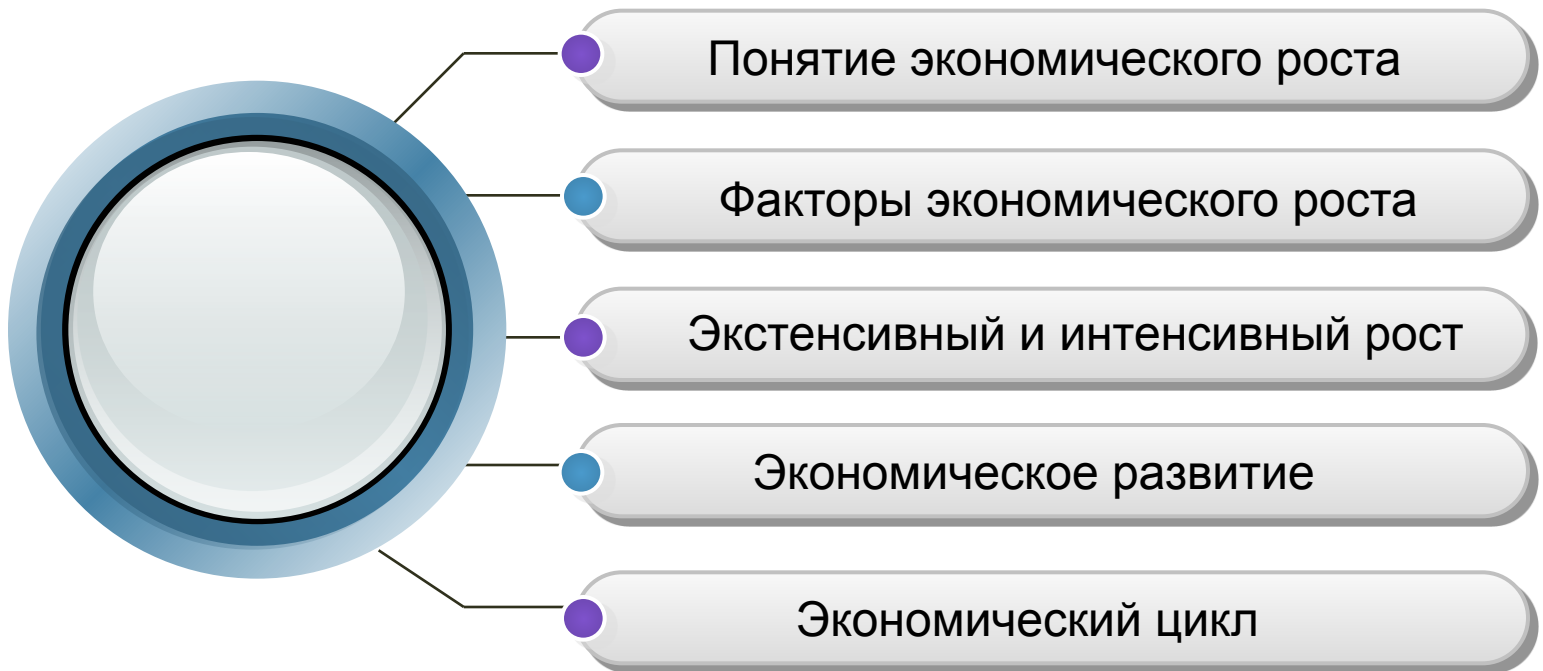 Понятие экономического роста
Факторы экономического роста
Экстенсивный и интенсивный рост
Экономическое развитие
Экономический цикл